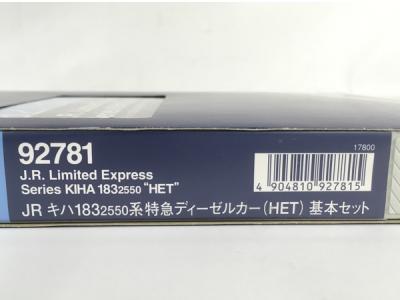 92781
J.R. Limited Express
Series KIHA 1832550 "HET"
JR キハ1832550系特急ディーゼルカー(HET) 基本セット
17800
4 904810 927815